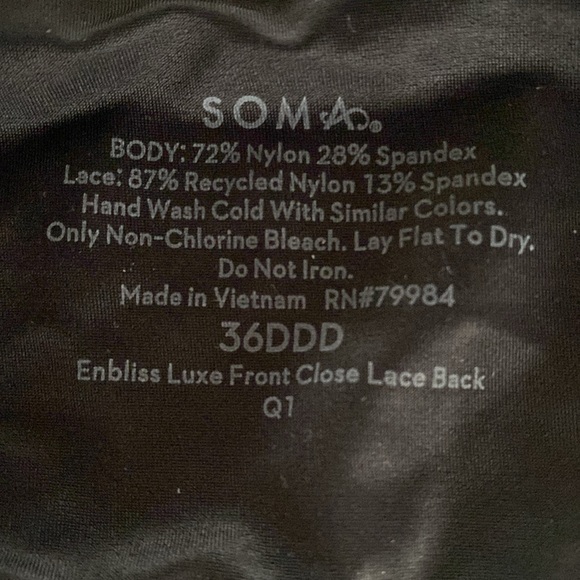 SOMA®
BODY: 72% Nylon 28% Spandex
Lace: 87% Recycled Nylon 13% Spandex
Hand Wash Cold With Similar Colors.
Only Non-Chlorine Bleach. Lay Flat To Dry.
Do Not Iron.
Made in Vietnam RN#79984
36DDD
Enbliss Luxe Front Close Lace Back
Q1